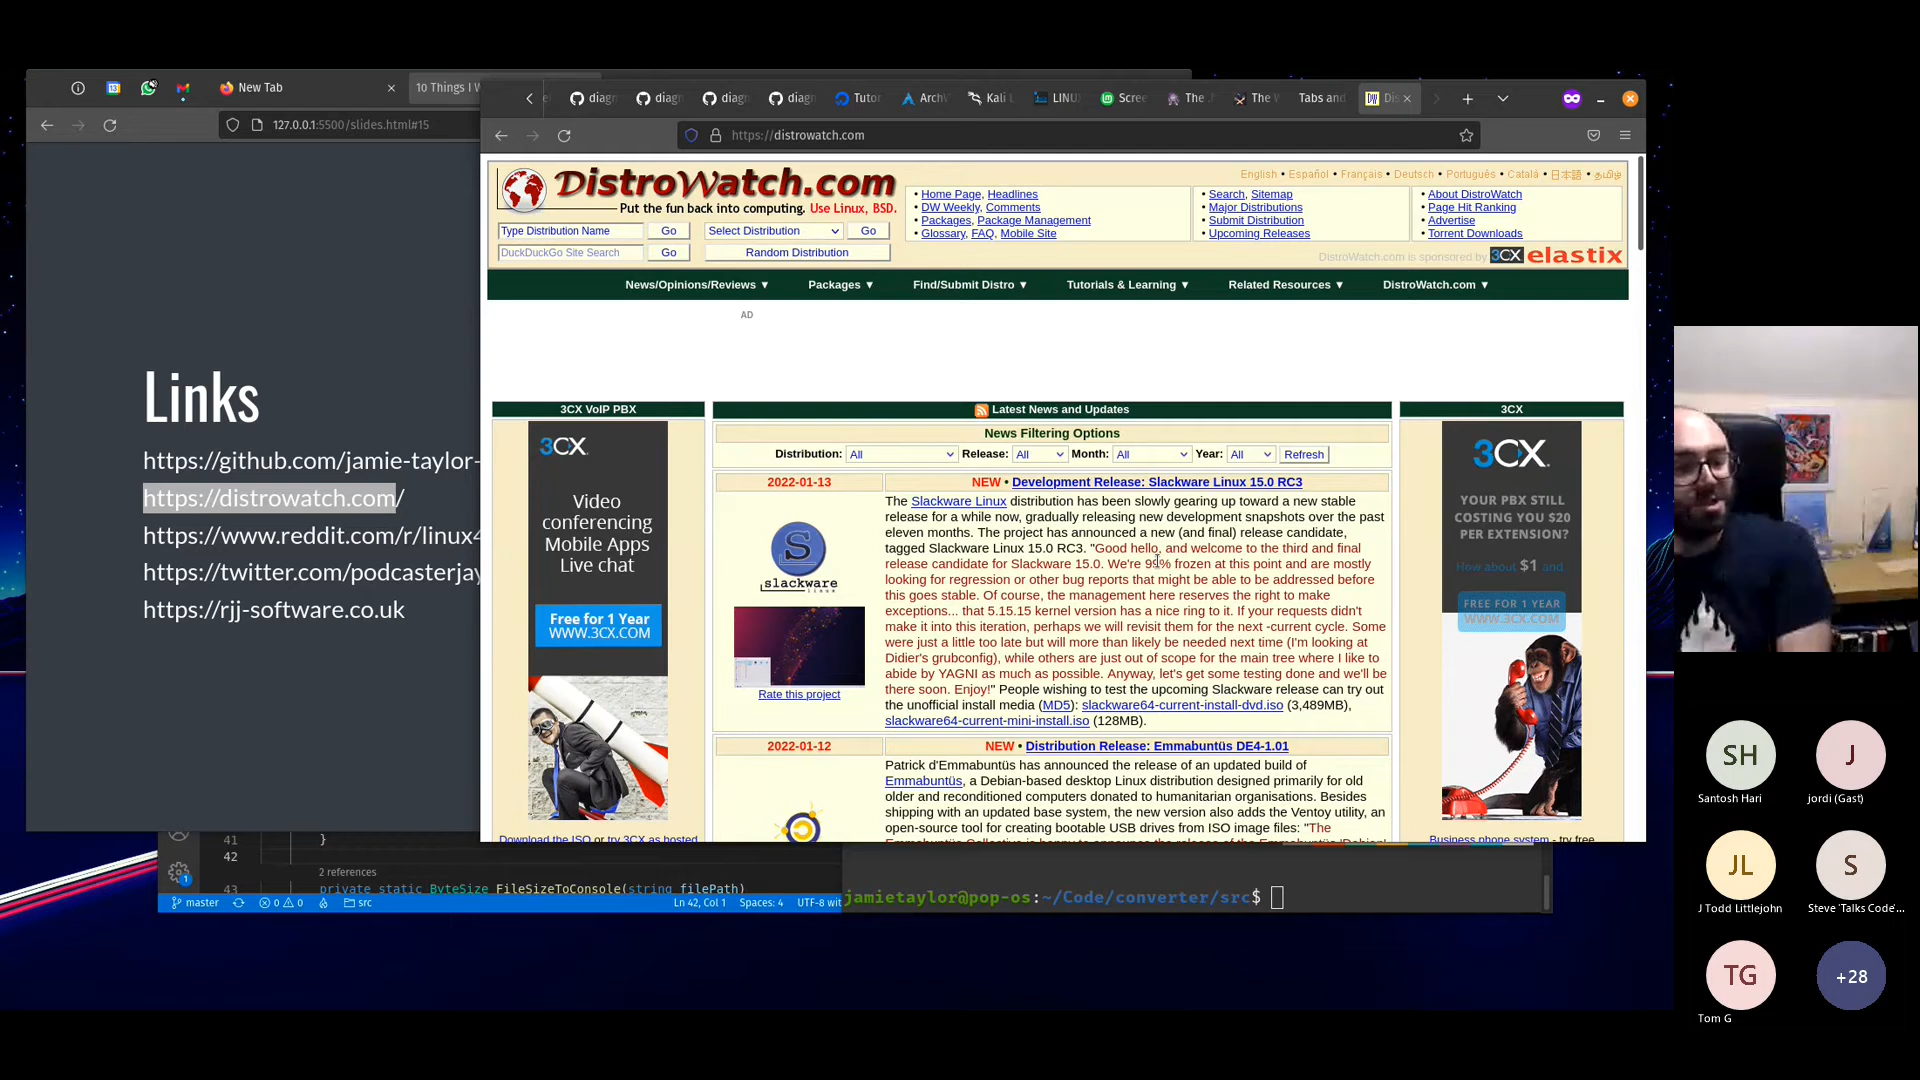 New Tab
10 Things I W
127.0.0.1:5500/slides.html#15
Links
https://github.com/jamie-taylor-
https://distrowatch.com/
https://www.reddit.com/r/linux4
https://twitter.com/podcasterjay
https://rjj-software.co.uk
diagn
diagn
diagn
diagn
Tutor
ArchW
Kali L
LINUX
Scree
The
The W
Tabs and
https://distrowatch.com
DistroWatch.com
Put the fun back into computing. Use Linux, BSD.
Type Distribution Name
Go
Select Distribution
Go
DuckDuckGo Site Search
Go
Random Distribution
• Home Page, Headlines
• DW Weekly, Comments
• Packages, Package Management
• Glossary, FAQ, Mobile Site
English • Español • Français • Deutsch • Português • Català • 日本語 • தமிழ்
• Search, Sitemap
• Major Distributions
• Submit Distribution
• Upcoming Releases
• About DistroWatch
• Page Hit Ranking
• Advertise
• Torrent Downloads
DistroWatch.com is sponsored by 3CX elastix
News/Opinions/Reviews ▼
Packages ▼
Find/Submit Distro ▼
Tutorials & Learning ▼
Related Resources ▼
DistroWatch.com ▼
AD
3CX VoIP PBX
3CX
Video
conferencing
Mobile Apps
Live chat
Free for 1 Year
WWW.3CX.COM
Download the ISO or try 3CX as hosted
Latest News and Updates
News Filtering Options
Distribution: All Release: All Month: All Year: All Refresh
2022-01-13
NEW • Development Release: Slackware Linux 15.0 RC3
slackware
linux
Rate this project
The Slackware Linux distribution has been slowly gearing up toward a new stable
release for a while now, gradually releasing new development snapshots over the past
eleven months. The project has announced a new (and final) release candidate,
tagged Slackware Linux 15.0 RC3. "Good hello, and welcome to the third and final
release candidate for Slackware 15.0. We're 99% frozen at this point and are mostly
looking for regression or other bug reports that might be able to be addressed before
this goes stable. Of course, the management here reserves the right to make
exceptions... that 5.15.15 kernel version has a nice ring to it. If your requests didn't
make it into this iteration, perhaps we will revisit them for the next -current cycle. Some
were just a little too late but will more than likely be needed next time (I'm looking at
Didier's grubconfig), while others are just out of scope for the main tree where I like to
abide by YAGNI as much as possible. Anyway, let's get some testing done and we'll be
there soon. Enjoy!" People wishing to test the upcoming Slackware release can try out
the unofficial install media (MD5): slackware64-current-install-dvd.iso (3,489MB),
slackware64-current-mini-install.iso (128MB).
2022-01-12
NEW • Distribution Release: Emmabuntüs DE4-1.01
Patrick d'Emmabuntüs has announced the release of an updated build of
Emmabuntüs, a Debian-based desktop Linux distribution designed primarily for old
older and reconditioned computers donated to humanitarian organisations. Besides
shipping with an updated base system, the new version also adds the Ventoy utility, an
open-source tool for creating bootable USB drives from ISO image files: "The
3CX
3CX
YOUR PBX STILL
COSTING YOU $20
PER EXTENSION?
How about $1 and
FREE FOR 1 YEAR
WWW.3CX.COM
Business phone system - try free
41 }
42
2 references
43 private static ByteSize FileSizeToConsole(string filePath)
master
0 0
src
Ln 42, Col 1
Spaces: 4
UTF-8 wit
jamietaylor@pop-os:~/Code/converter/src$
SH
Santosh Hari
J
jordi (Gast)
JL
J Todd Littlejohn
S
Steve 'Talks Code'...
TG
Tom G
+28